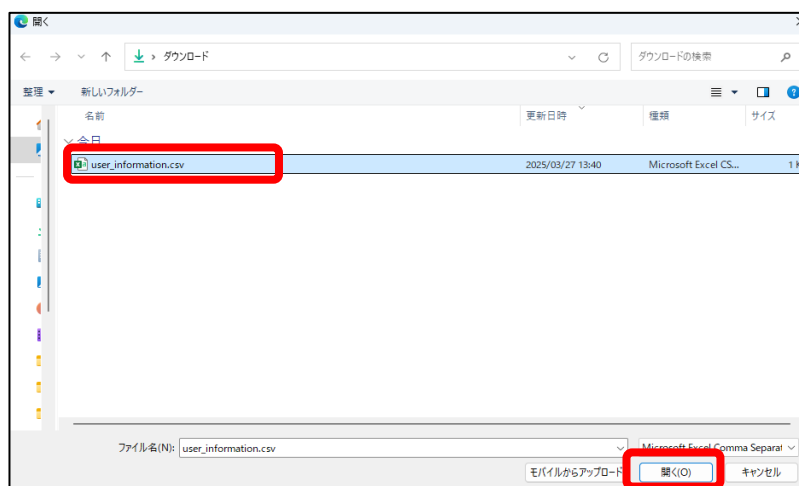 開く
ダウンロード
ダウンロードの検索
整理
新しいフォルダー
名前
更新日時
種類
サイズ
今日
user_information.csv
2025/03/27 13:40
Microsoft Excel CS...
1 K
ファイル名(N):
user_information.csv
Microsoft Excel Comma Separat
モバイルからアップロード
開く(O)
キャンセル